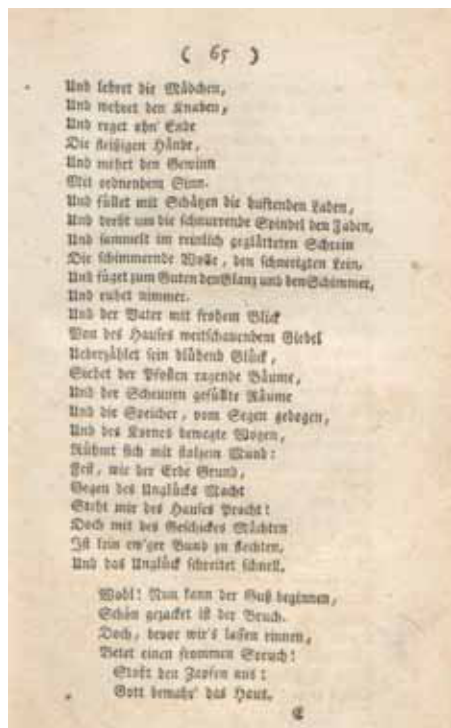 ( 65 )
Und lehret die Mädchen,
Und wehret den Knaben,
Und reget ohn' Ende
Die fleißigen Hände,
Und mehrt den Gewinn
Mit ordnendem Sinn.
Und füllet mit Schätzen die duftenden Laden,
Und dreht um die schnurrende Spindel den Faden,
Und sammelt im reinlich geglätteten Schrein
Die schimmernde Wolle, den schneeigten Lein,
Und füget zum Guten den Glanz und den Schimmer,
Und ruhet nimmer.
Und der Vater mit frohem Blick
Von des Hauses weitschauendem Giebel
Ueberzählet sein blühend Glück,
Siehet der Pfosten ragende Bäume,
Und der Scheunen gefüllte Räume
Und die Speicher, vom Segen gebogen,
Und des Kornes bewegte Wogen,
Rühmt sich mit stolzem Mund:
Fest, wie der Erde Grund,
Gegen des Unglücks Macht
Steht mir des Hauses Pracht!
Doch mit des Geschickes Mächten
Ist kein ew'ger Bund zu flechten,
Und das Unglück schreitet schnell.
Wohl! Nun kann der Guß beginnen,
Schön gezacket ist der Bruch.
Doch, bevor wir's lassen rinnen,
Betet einen frommen Spruch!
Stoßt den Zapfen aus!
Gott bewahr' das Haus.
E